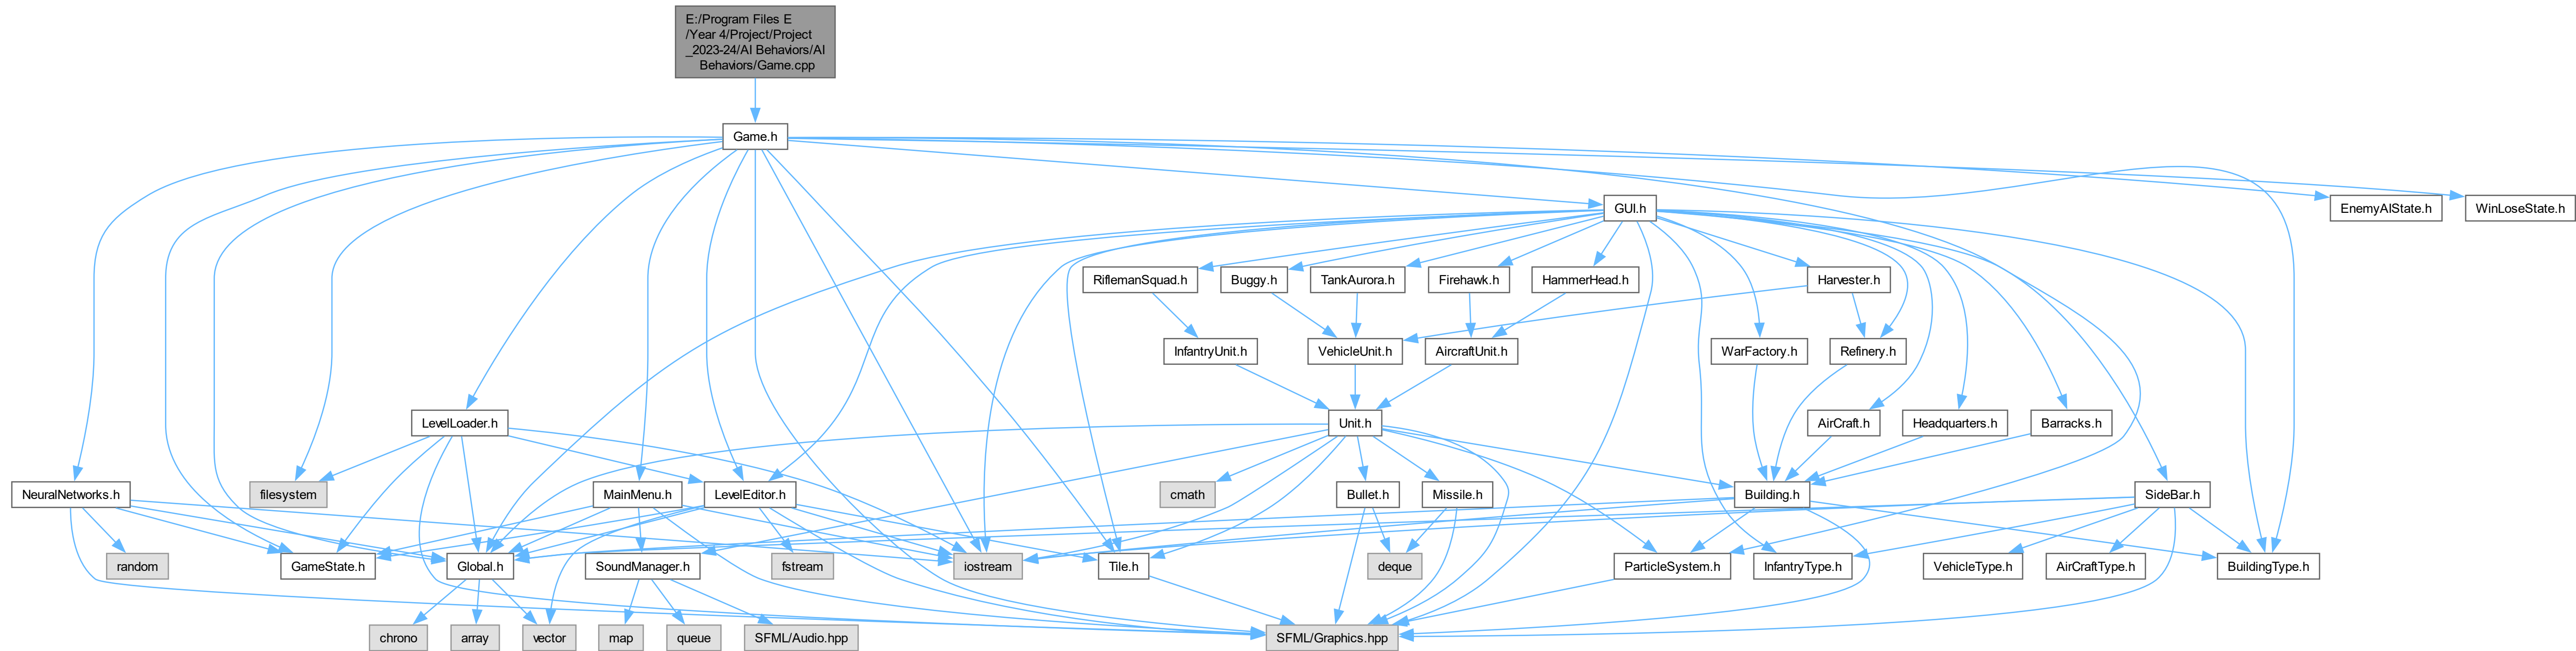 E:/Program Files E
/Year 4/Project/Project
_2023-24/AI Behaviors/AI
Behaviors/Game.cpp
Game.h
GUI.h
EnemyAIState.h
WinLoseState.h
RiflemanSquad.h
Buggy.h
TankAurora.h
Firehawk.h
HammerHead.h
Harvester.h
InfantryUnit.h
VehicleUnit.h
AircraftUnit.h
WarFactory.h
Refinery.h
LevelLoader.h
Unit.h
AirCraft.h
Headquarters.h
Barracks.h
NeuralNetworks.h
filesystem
MainMenu.h
LevelEditor.h
cmath
Bullet.h
Missile.h
Building.h
SideBar.h
random
GameState.h
Global.h
SoundManager.h
fstream
iostream
Tile.h
deque
ParticleSystem.h
InfantryType.h
VehicleType.h
AirCraftType.h
BuildingType.h
chrono
array
vector
map
queue
SFML/Audio.hpp
SFML/Graphics.hpp